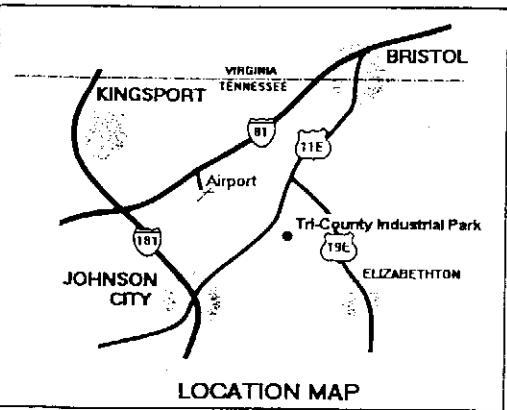 BRISTOL
VIRGINIA
TENNESSEE
KINGSPORT
81
11E
Airport
Tri-County Industrial Park
181
19E
JOHNSON
CITY
ELIZABETHTON
LOCATION MAP